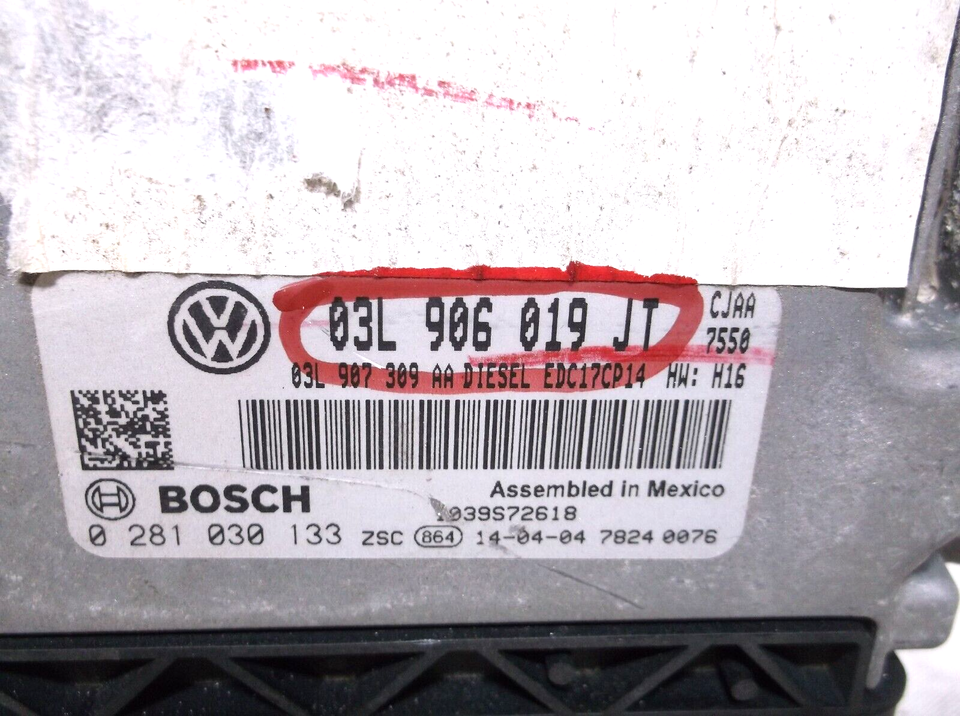 03L 906 019 JT CJAA
7550
03L 907 309 AA DIESEL EDC17CP14 HW: H16
BOSCH
Assembled in Mexico
1039S72618
0 281 030 133 ZSC 864 14-04-04 7824 0076